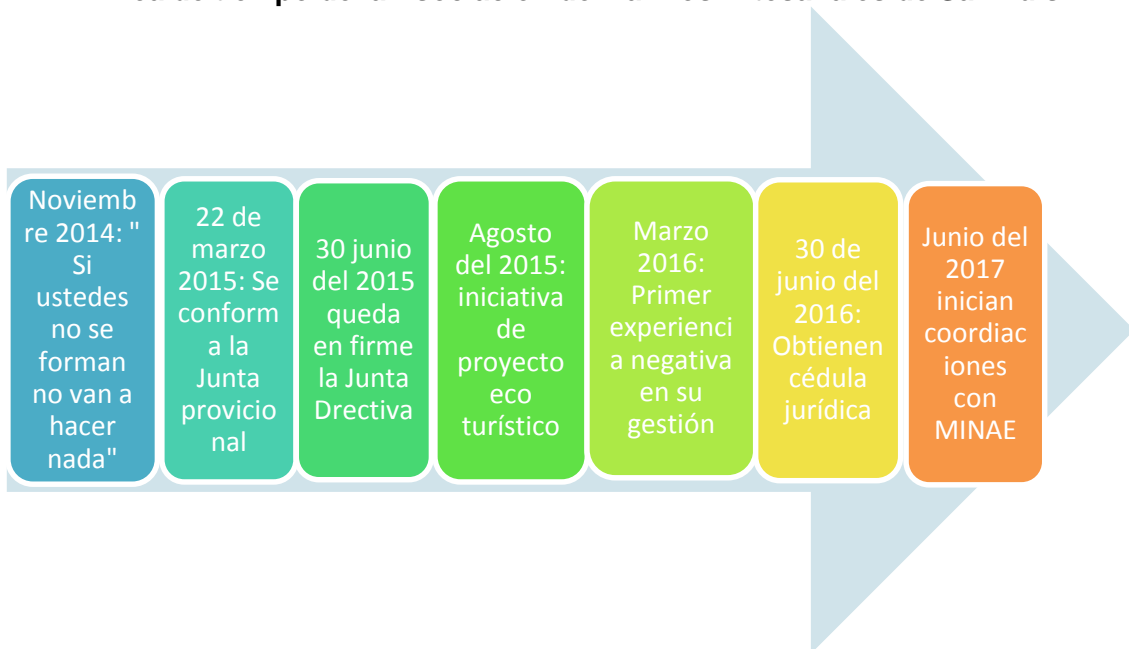 Noviemb
re 2014: "
Si
ustedes
no se
forman
no van a
hacer
nada"
22 de
marzo
2015: Se
conform
a la
Junta
provicio
nal
30 junio
del 2015
queda
en firme
la Junta
Drectiva
Agosto
del 2015:
iniciativa
de
proyecto
eco
turístico
Marzo
2016:
Primer
experienci
a negativa
en su
gestión
30 de
junio del
2016:
Obtienen
cédula
jurídica
Junio del
2017
inician
coordiac
iones
con
MINAE